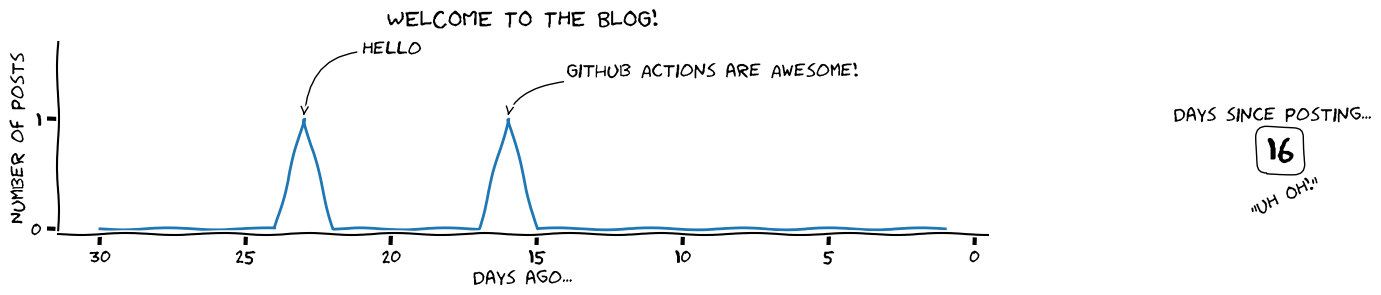 WELCOME TO THE BLOG!
HELLO
GITHUB ACTIONS ARE AWESOME!
NUMBER OF POSTS
1
0
30 25 20 15 10 5 0
DAYS AGO...
DAYS SINCE POSTING...
16
"UH OH!"